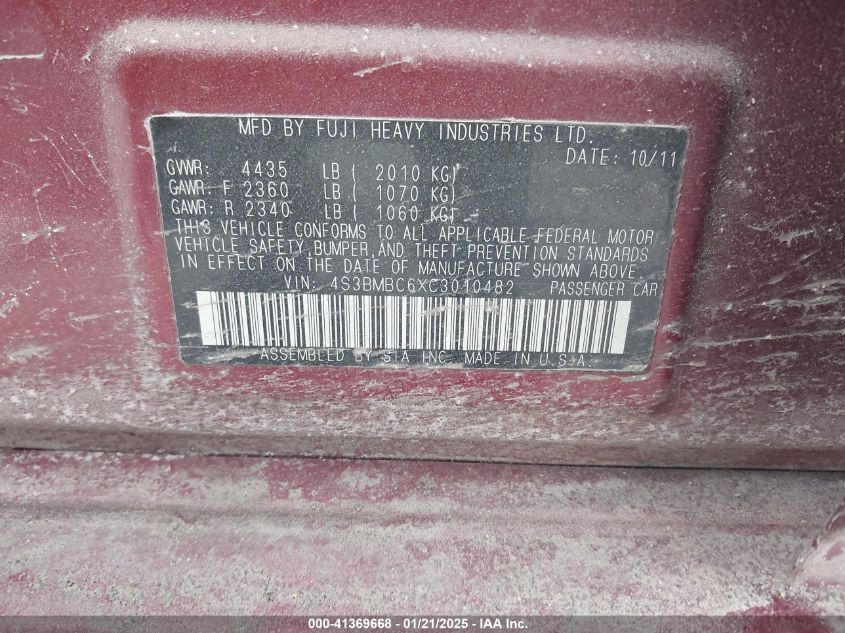 MFD BY FUJI HEAVY INDUSTRIES LTD.
DATE: 10/11
GVWR: 4435 LB ( 2010 KG)
GAWR: F 2360 LB ( 1070 KG)
GAWR: R 2340 LB ( 1060 KG)
THIS VEHICLE CONFORMS TO ALL APPLICABLE FEDERAL MOTOR
VEHICLE SAFETY, BUMPER, AND THEFT PREVENTION STANDARDS
IN EFFECT ON THE DATE OF MANUFACTURE SHOWN ABOVE.
VIN: 4S3BMBC6XC3010482 PASSENGER CAR
ASSEMBLED BY SIA INC. MADE IN U.S.A.
000-41369668 - 01/21/2025 - WWW.IAAI.COM